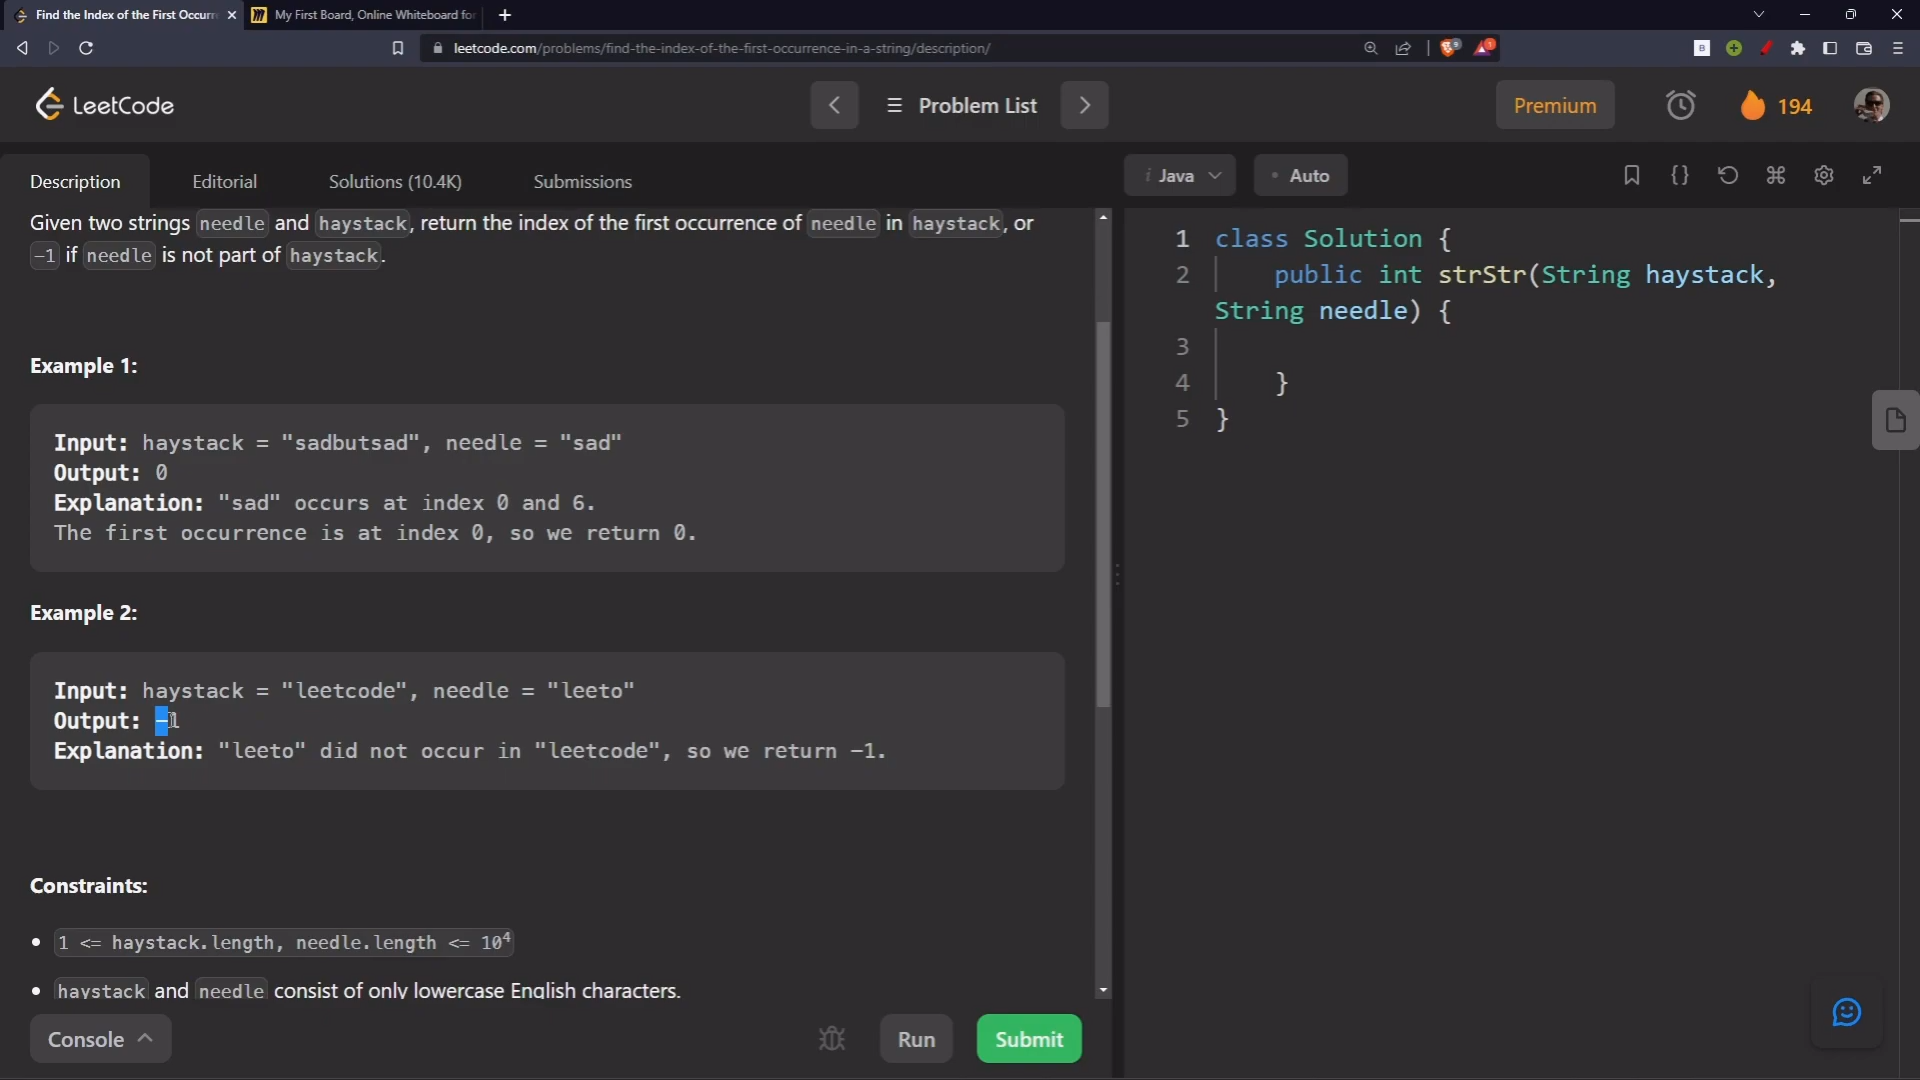 Find the Index of the First Occurr
My First Board, Online Whiteboard for
leetcode.com/problems/find-the-index-of-the-first-occurrence-in-a-string/description/
LeetCode
Problem List
Premium
194
Description
Editorial
Solutions (10.4K)
Submissions
i Java
Auto
Given two strings needle and haystack, return the index of the first occurrence of needle in haystack, or
-1 if needle is not part of haystack.
Example 1:
Input: haystack = "sadbutsad", needle = "sad"
Output: 0
Explanation: "sad" occurs at index 0 and 6.
The first occurrence is at index 0, so we return 0.
Example 2:
Input: haystack = "leetcode", needle = "leeto"
Output: -1
Explanation: "leeto" did not occur in "leetcode", so we return -1.
Constraints:
1 <= haystack.length, needle.length <= 10⁴
haystack and needle consist of only lowercase English characters.
Console
Run
Submit
1 class Solution {
2 public int strStr(String haystack,
String needle) {
3
4 }
5 }